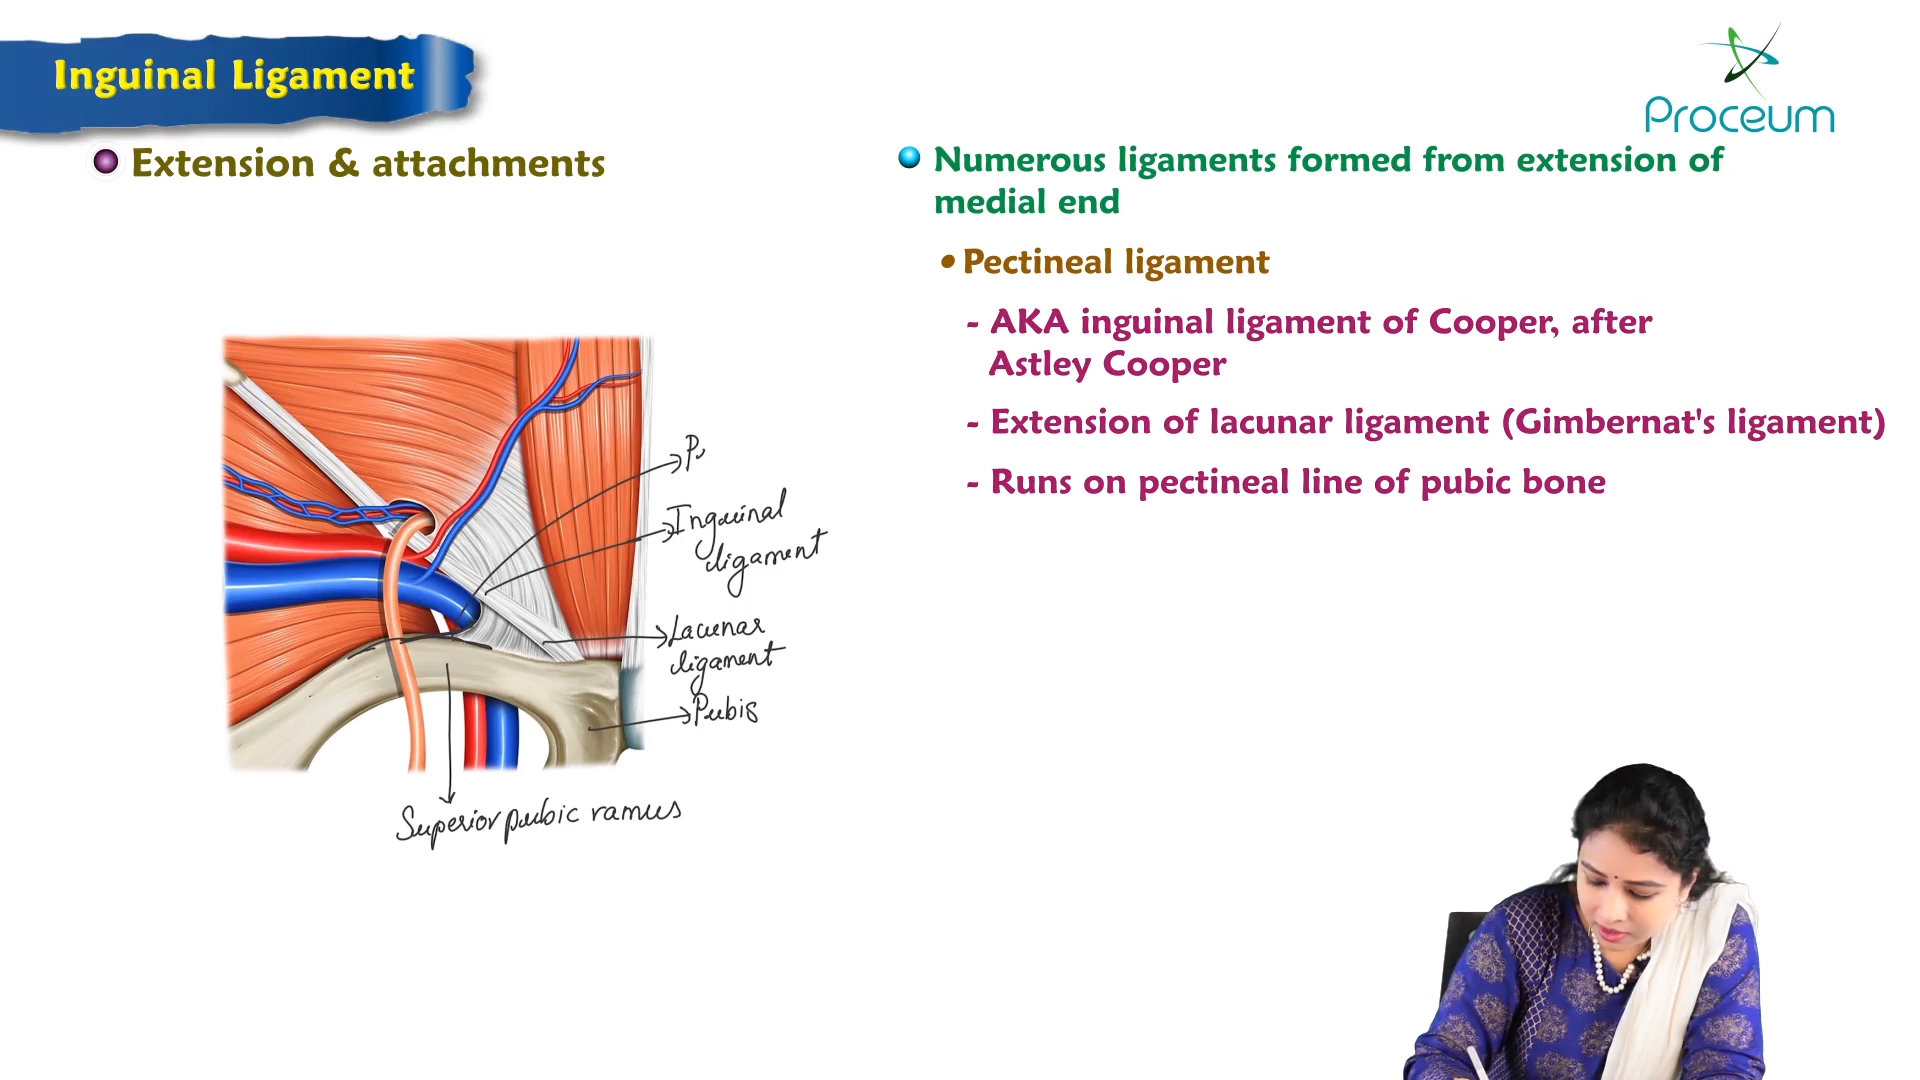 Inguinal Ligament
Proceum
Extension & attachments
Numerous ligaments formed from extension of
medial end
• Pectineal ligament
- AKA inguinal ligament of Cooper, after
Astley Cooper
- Extension of lacunar ligament (Gimbernat's ligament)
- Runs on pectineal line of pubic bone
Inguinal
ligament
Lacunar
ligament
Pubis
Superior pubic ramus